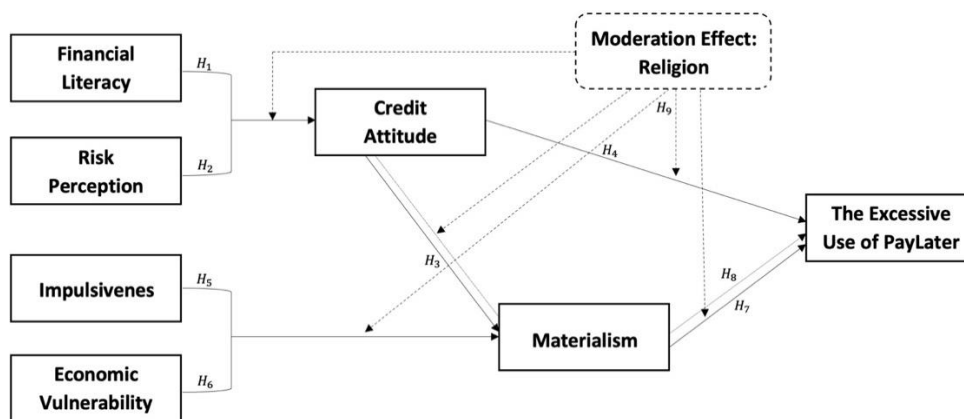 Financial
Literacy
H₁
Moderation Effect:
Religion
Credit
Attitude
H₉
Risk
Perception
H₂
H₄
The Excessive
Use of PayLater
H₃
Impulsivenes
H₅
H₈
H₇
Materialism
Economic
Vulnerability
H₆